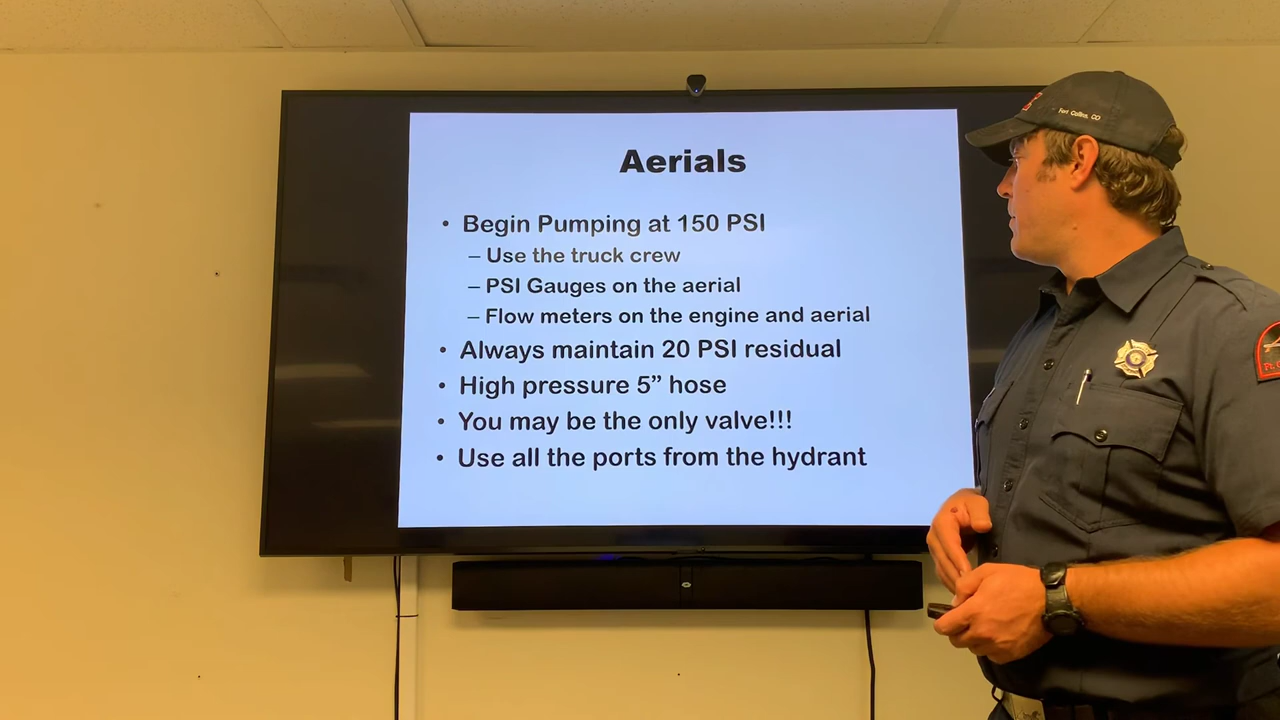 Aerials
• Begin Pumping at 150 PSI
– Use the truck crew
– PSI Gauges on the aerial
– Flow meters on the engine and aerial
• Always maintain 20 PSI residual
• High pressure 5” hose
• You may be the only valve!!!
• Use all the ports from the hydrant
Fort Collins, CO